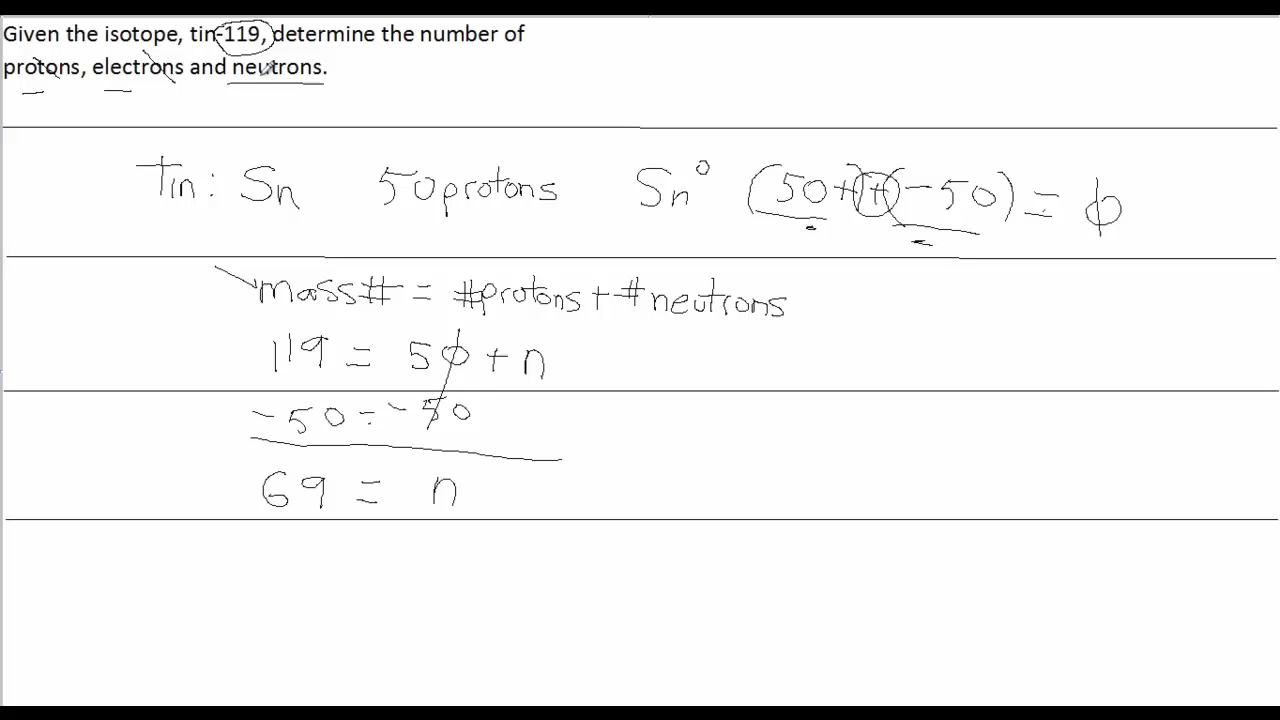 Given the isotope, tin-119, determine the number of
protons, electrons and neutrons.
Tin: Sn 50 protons Sn⁰ (50+)+(-50) = ϕ
mass# = #protons + #neutrons
119 = 50 + n
-50 = -50
69 = n